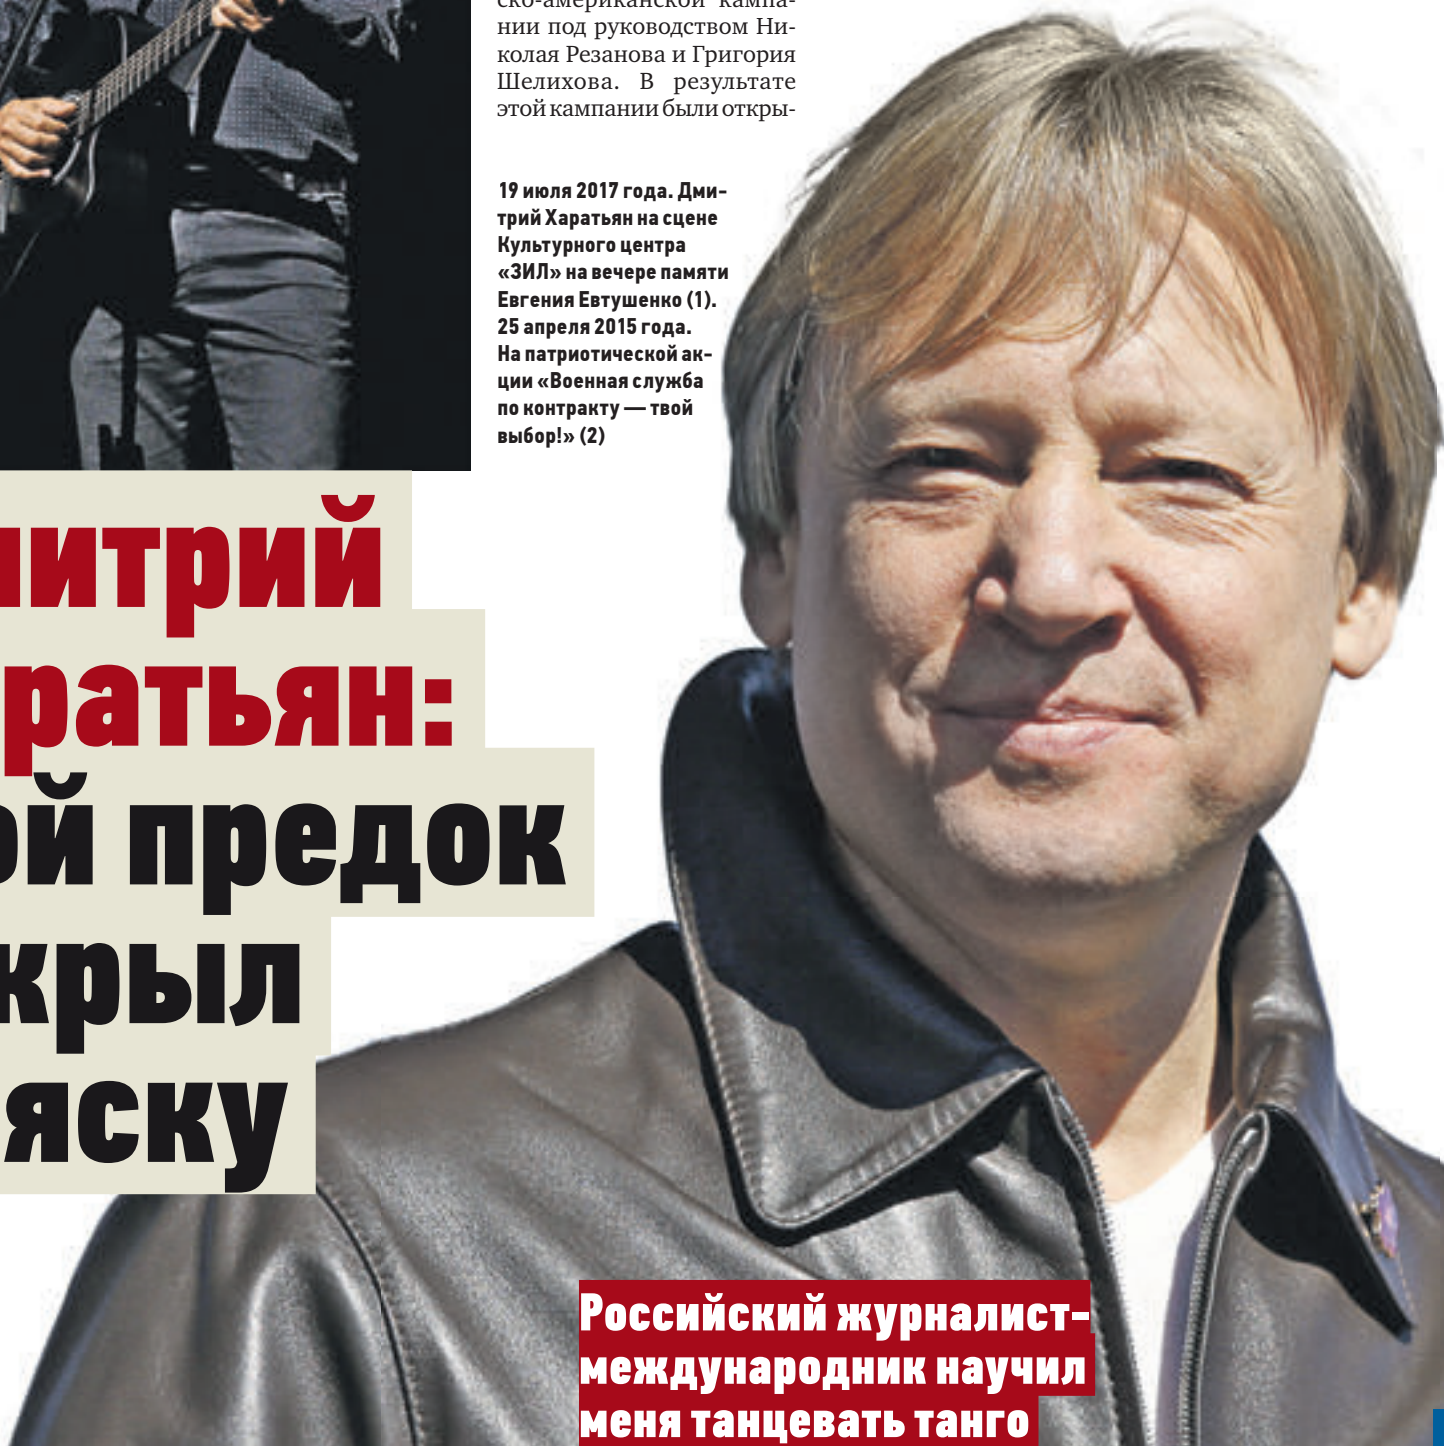 ско-американской кампа-
нии под руководством Ни-
колая Резанова и Григория
Шелихова. В результате
этой кампании были откры-
19 июля 2017 года. Дми-
трий Харатьян на сцене
Культурного центра
«ЗИЛ» на вечере памяти
Евгения Евтушенко (1).
25 апреля 2015 года.
На патриотической ак-
ции «Военная служба
по контракту — твой
выбор!» (2)
итрий
ратьян:
ой предок
крыл
яску
Российский журналист-
международник научил
меня танцевать танго